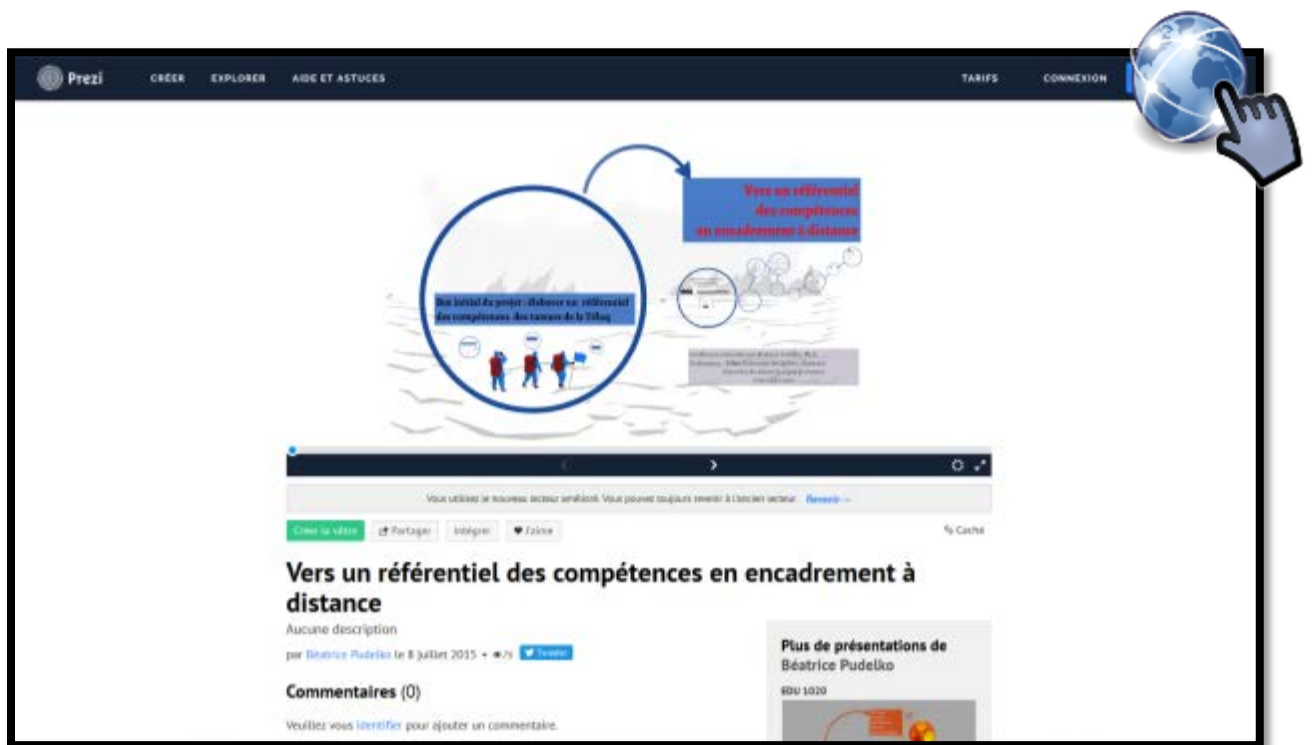 Prezi CRÉER EXPLORER AIDE ET ASTUCES TARIFS CONNEXION
Vers un référentiel
des compétences
en encadrement à distance
But initial du projet : élaborer un référentiel
des compétences des tuteurs de la Téluq
Vous utilisez le nouveau lecteur amélioré. Vous pouvez toujours revenir à l'ancien lecteur. Revenir
Créer la vôtre Partager Intégrer J'aime Caché
Vers un référentiel des compétences en encadrement à
distance
Aucune description
par Béatrice Pudelko le 8 juillet 2015 • 79 Tweeter
Commentaires (0)
Veuillez vous identifier pour ajouter un commentaire.
Plus de présentations de
Béatrice Pudelko
EDU 1020